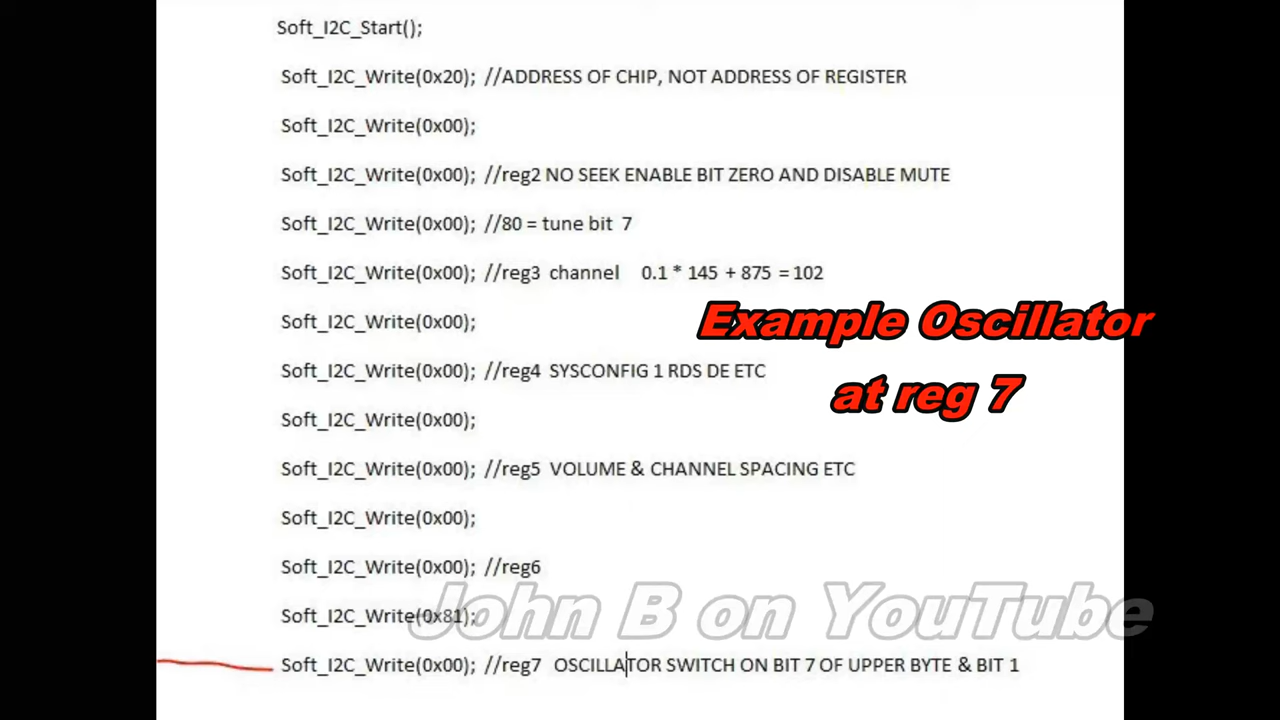 Soft_I2C_Start();
Soft_I2C_Write(0x20); //ADDRESS OF CHIP, NOT ADDRESS OF REGISTER
Soft_I2C_Write(0x00);
Soft_I2C_Write(0x00); //reg2 NO SEEK ENABLE BIT ZERO AND DISABLE MUTE
Soft_I2C_Write(0x00); //80 = tune bit 7
Soft_I2C_Write(0x00); //reg3 channel 0.1 * 145 + 875 = 102
Soft_I2C_Write(0x00);
Example Oscillator
at reg 7
Soft_I2C_Write(0x00); //reg4 SYSCONFIG 1 RDS DE ETC
Soft_I2C_Write(0x00);
Soft_I2C_Write(0x00); //reg5 VOLUME & CHANNEL SPACING ETC
Soft_I2C_Write(0x00);
Soft_I2C_Write(0x00); //reg6
Soft_I2C_Write(0x81);
John B on YouTube
Soft_I2C_Write(0x00); //reg7 OSCILLATOR SWITCH ON BIT 7 OF UPPER BYTE & BIT 1